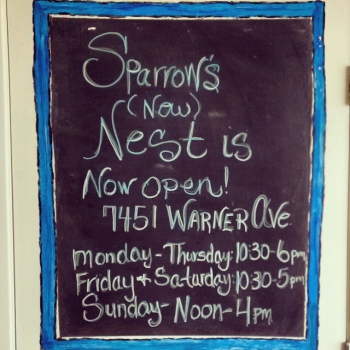 Sparrow's
(New)
Nest is
Now open!
7451 Warner Ave.
Monday - Thursday: 10:30-6pm
Friday + Saturday: 10:30-5pm
Sunday - Noon - 4pm